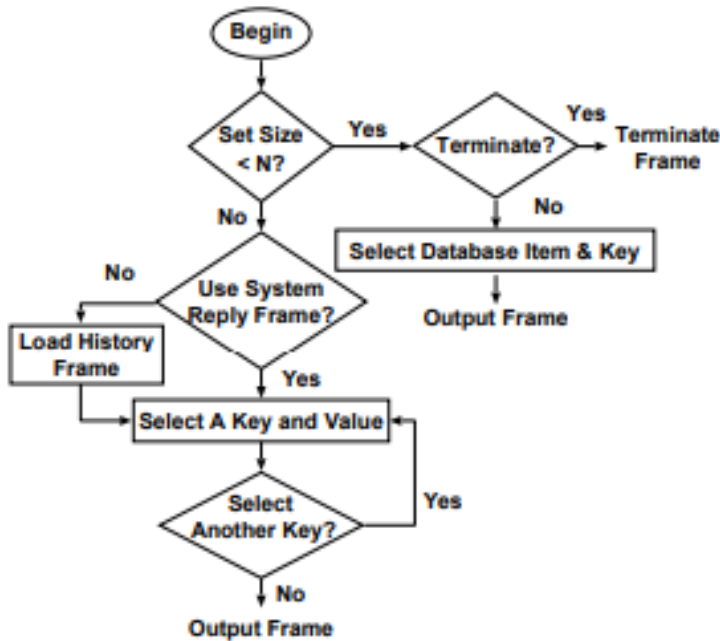 Begin
Set Size
< N?
Yes
Terminate?
Yes
Terminate
Frame
No
No
Select Database Item & Key
Output Frame
No
Use System
Reply Frame?
Load History
Frame
Yes
Select A Key and Value
Select
Another Key?
Yes
No
Output Frame